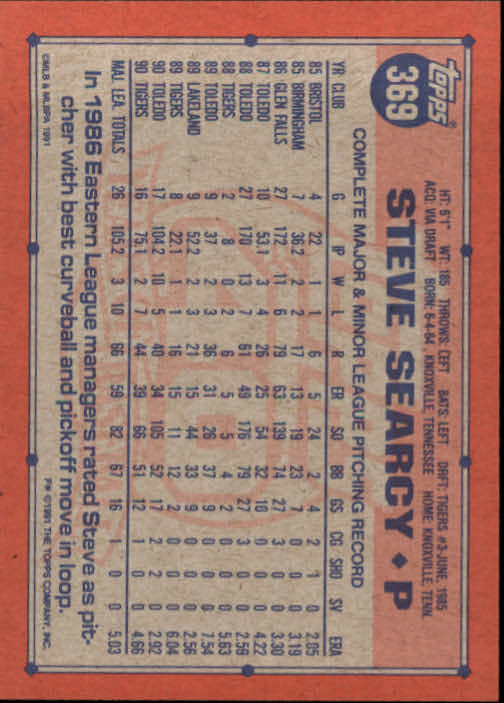 topps®
369
HT: 6'1" WT: 185 THROWS: LEFT BATS: LEFT DRFT: TIGERS #3-JUNE, 1985
ACQ: VIA DRAFT BORN: 6-4-64, KNOXVILLE, TENNESSEE HOME: KNOXVILLE, TENN.
STEVE SEARCY ♦ P
COMPLETE MAJOR & MINOR LEAGUE PITCHING RECORD
YR CLUB G IP W L R ER SO BB GS CG SHO SV ERA
85 BRISTOL 4 22 1 1 6 5 24 2 4 2 1 0 2.05
85 BIRMINGHAM 7 36.2 2 2 17 13 19 23 7 0 0 0 3.19
86 GLEN FALLS 27 172 11 6 79 63 139 74 27 3 0 0 3.30
87 TOLEDO 10 53.1 3 4 26 25 54 32 10 0 0 0 4.22
88 TOLEDO 27 170 13 7 61 49 176 79 27 3 0 0 2.59
88 TIGERS 2 8 0 2 6 5 5 4 2 0 0 0 5.63
89 TOLEDO 9 37 2 3 36 31 26 37 9 0 0 0 7.54
89 LAKELAND 9 52.2 2 3 21 15 44 33 9 0 0 0 2.56
89 TIGERS 8 22.1 1 1 16 15 11 12 2 0 0 0 6.04
90 TOLEDO 17 104.2 10 5 40 34 105 52 17 2 2 0 2.92
90 TIGERS 16 75.1 2 7 44 39 66 51 12 1 0 0 4.66
MAJ. LEA. TOTALS 26 105.2 3 10 66 59 82 67 16 1 0 0 5.03
In 1986 Eastern League managers rated Steve as pit-
cher with best curveball and pickoff move in loop.
©MLB & MLBPA 1991
F* ©1991 THE TOPPS COMPANY, INC.